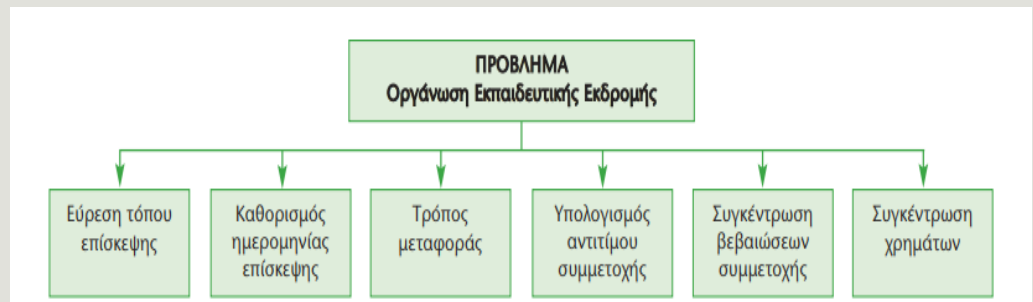 ΠΡΟΒΛΗΜΑ
Οργάνωση Εκπαιδευτικής Εκδρομής
Εύρεση τόπου
επίσκεψης
Καθορισμός
ημερομηνίας
επίσκεψης
Τρόπος
μεταφοράς
Υπολογισμός
αντιτίμου
συμμετοχής
Συγκέντρωση
βεβαιώσεων
συμμετοχής
Συγκέντρωση
χρημάτων